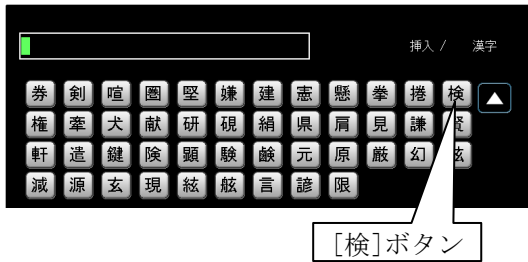 挿入 / 漢字
券 剣 喧 圏 堅 嫌 建 憲 懸 拳 捲 検 ▲
権 牽 犬 献 研 硯 絹 県 肩 見 謙 賢
軒 遣 鍵 険 顕 験 鹸 元 原 厳 幻 弦
減 源 玄 現 絃 舷 言 諺 限
[検]ボタン